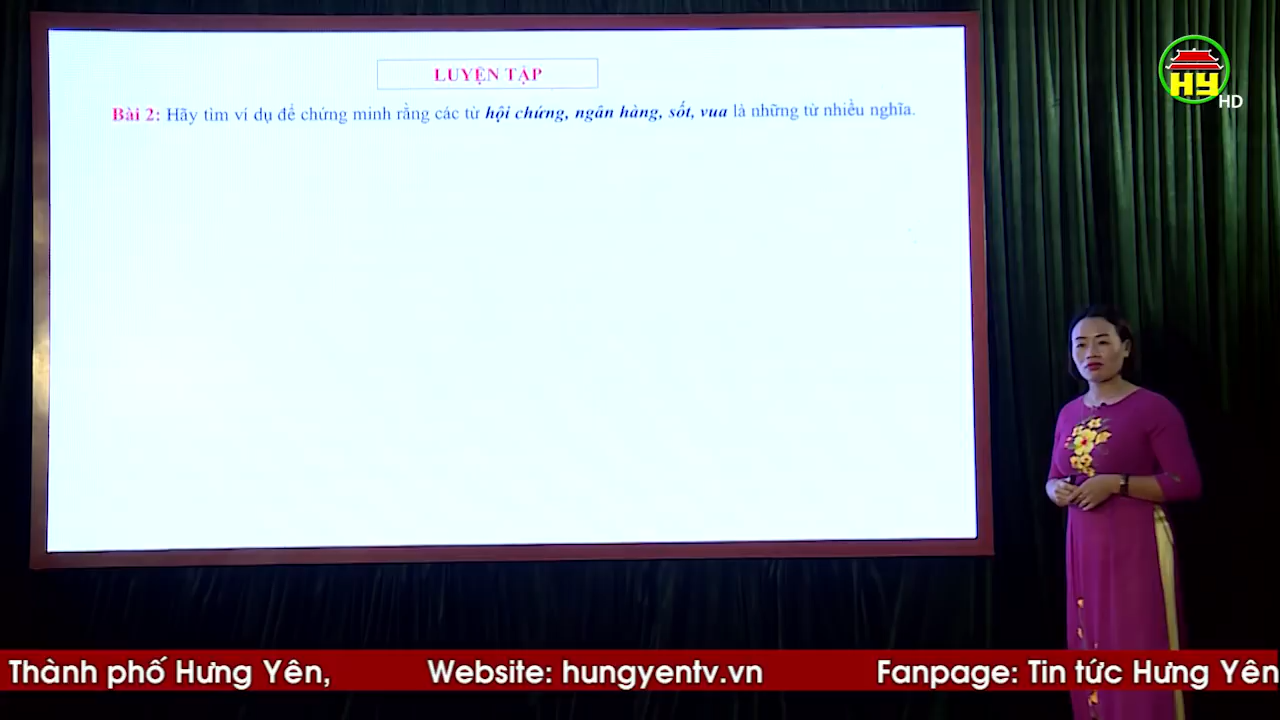 LUYỆN TẬP
Bài 2: Hãy tìm ví dụ để chứng minh rằng các từ hội chứng, ngân hàng, sốt, vua là những từ nhiều nghĩa.
HY
HD
Thành phố Hưng Yên, Website: hungyentv.vn Fanpage: Tin tức Hưng Yên